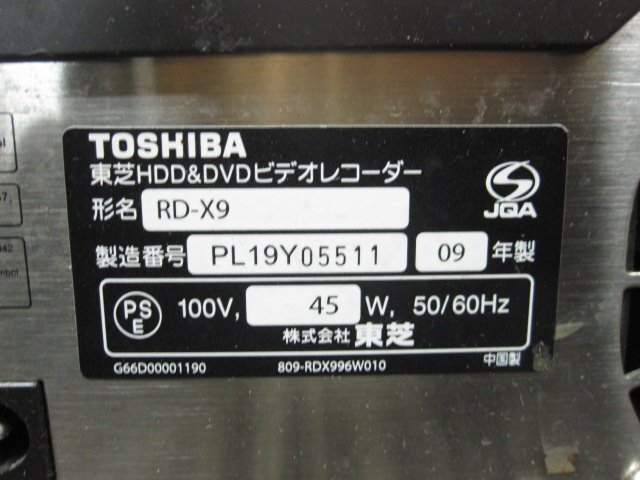 TOSHIBA
東芝HDD&DVDビデオレコーダー
形名 RD-X9
JQA
製造番号 PL19Y05511 09 年製
PSE 100V, 45 W, 50/60Hz
株式会社 東芝
G66D00001190 809-RDX996W010 中国製